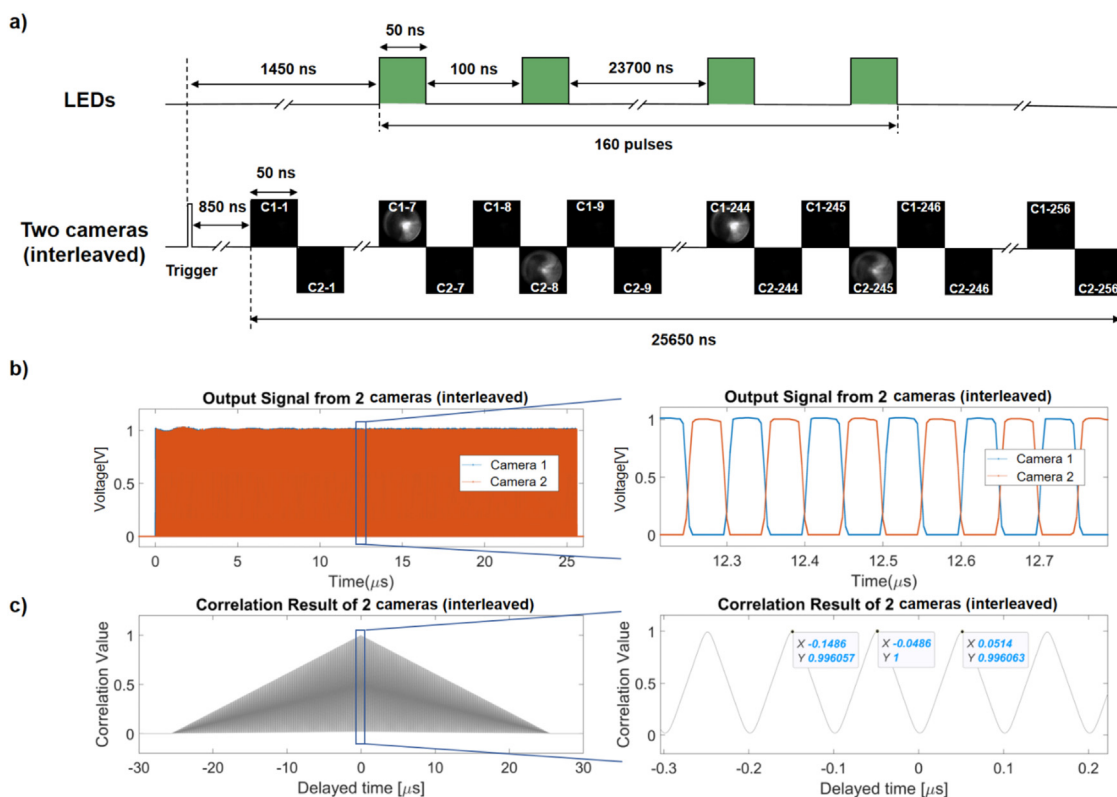 a)
50 ns
1450 ns
100 ns
23700 ns
LEDs
160 pulses
50 ns
850 ns
C1-1
C1-7
C1-8
C1-9
C1-244
C1-245
C1-246
C1-256
Two cameras
(interleaved)
Trigger
C2-1
C2-7
C2-8
C2-9
C2-244
C2-245
C2-246
C2-256
25650 ns
b)
Output Signal from 2 cameras (interleaved)
Voltage[V]
1
0.5
0
Camera 1
Camera 2
0 5 10 15 20 25
Time(μs)
Output Signal from 2 cameras (interleaved)
Voltage[V]
1
0.5
0
Camera 1
Camera 2
12.3 12.4 12.5 12.6 12.7
Time(μs)
c)
Correlation Result of 2 cameras (interleaved)
Correlation Value
1
0.5
0
-30 -20 -10 0 10 20 30
Delayed time [μs]
Correlation Result of 2 cameras (interleaved)
Correlation Value
1
0.5
0
X -0.1486
Y 0.996057
X -0.0486
Y 1
X 0.0514
Y 0.996063
-0.3 -0.2 -0.1 0 0.1 0.2
Delayed time [μs]